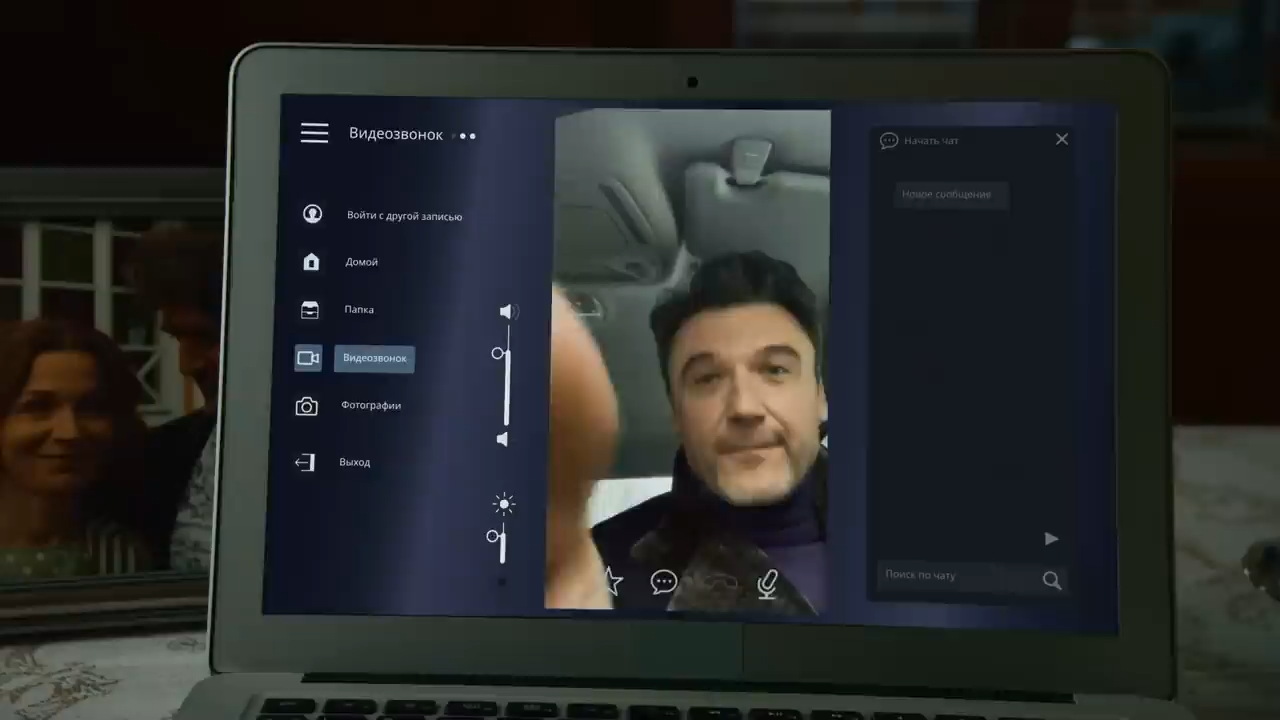 Видеозвонок
Войти с другой записью
Домой
Папка
Видеозвонок
Фотографии
Выход
Начать чат
Новое сообщение
Поиск по чату